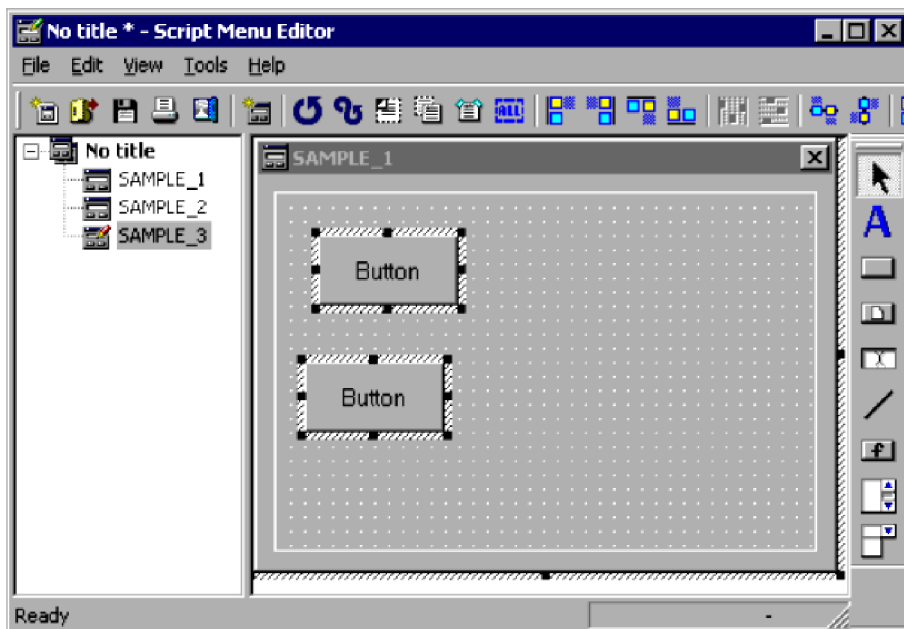 No title * - Script Menu Editor
File Edit View Tools Help
ALL
No title
SAMPLE_1
SAMPLE_2
SAMPLE_3
SAMPLE_1
Button
Button
A
f
Ready
-